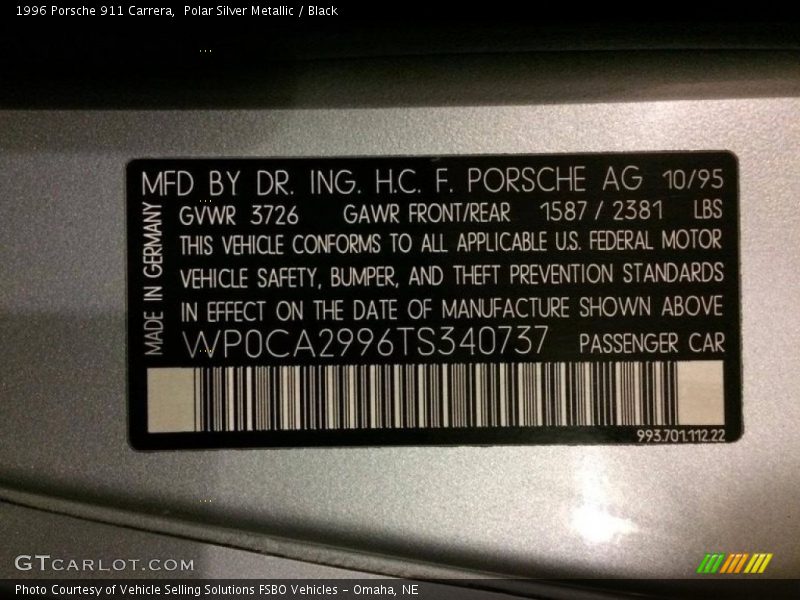 1996 Porsche 911 Carrera,  Polar Silver Metallic / Black
MFD BY DR. ING. H.C. F. PORSCHE AG 10/95
GVWR 3726 GAWR FRONT/REAR 1587 / 2381 LBS
THIS VEHICLE CONFORMS TO ALL APPLICABLE U.S. FEDERAL MOTOR
VEHICLE SAFETY, BUMPER, AND THEFT PREVENTION STANDARDS
IN EFFECT ON THE DATE OF MANUFACTURE SHOWN ABOVE
WP0CA2996TS340737 PASSENGER CAR
MADE IN GERMANY
993.701.112.22
GTCARLOT.COM
Photo Courtesy of Vehicle Selling Solutions FSBO Vehicles – Omaha, NE